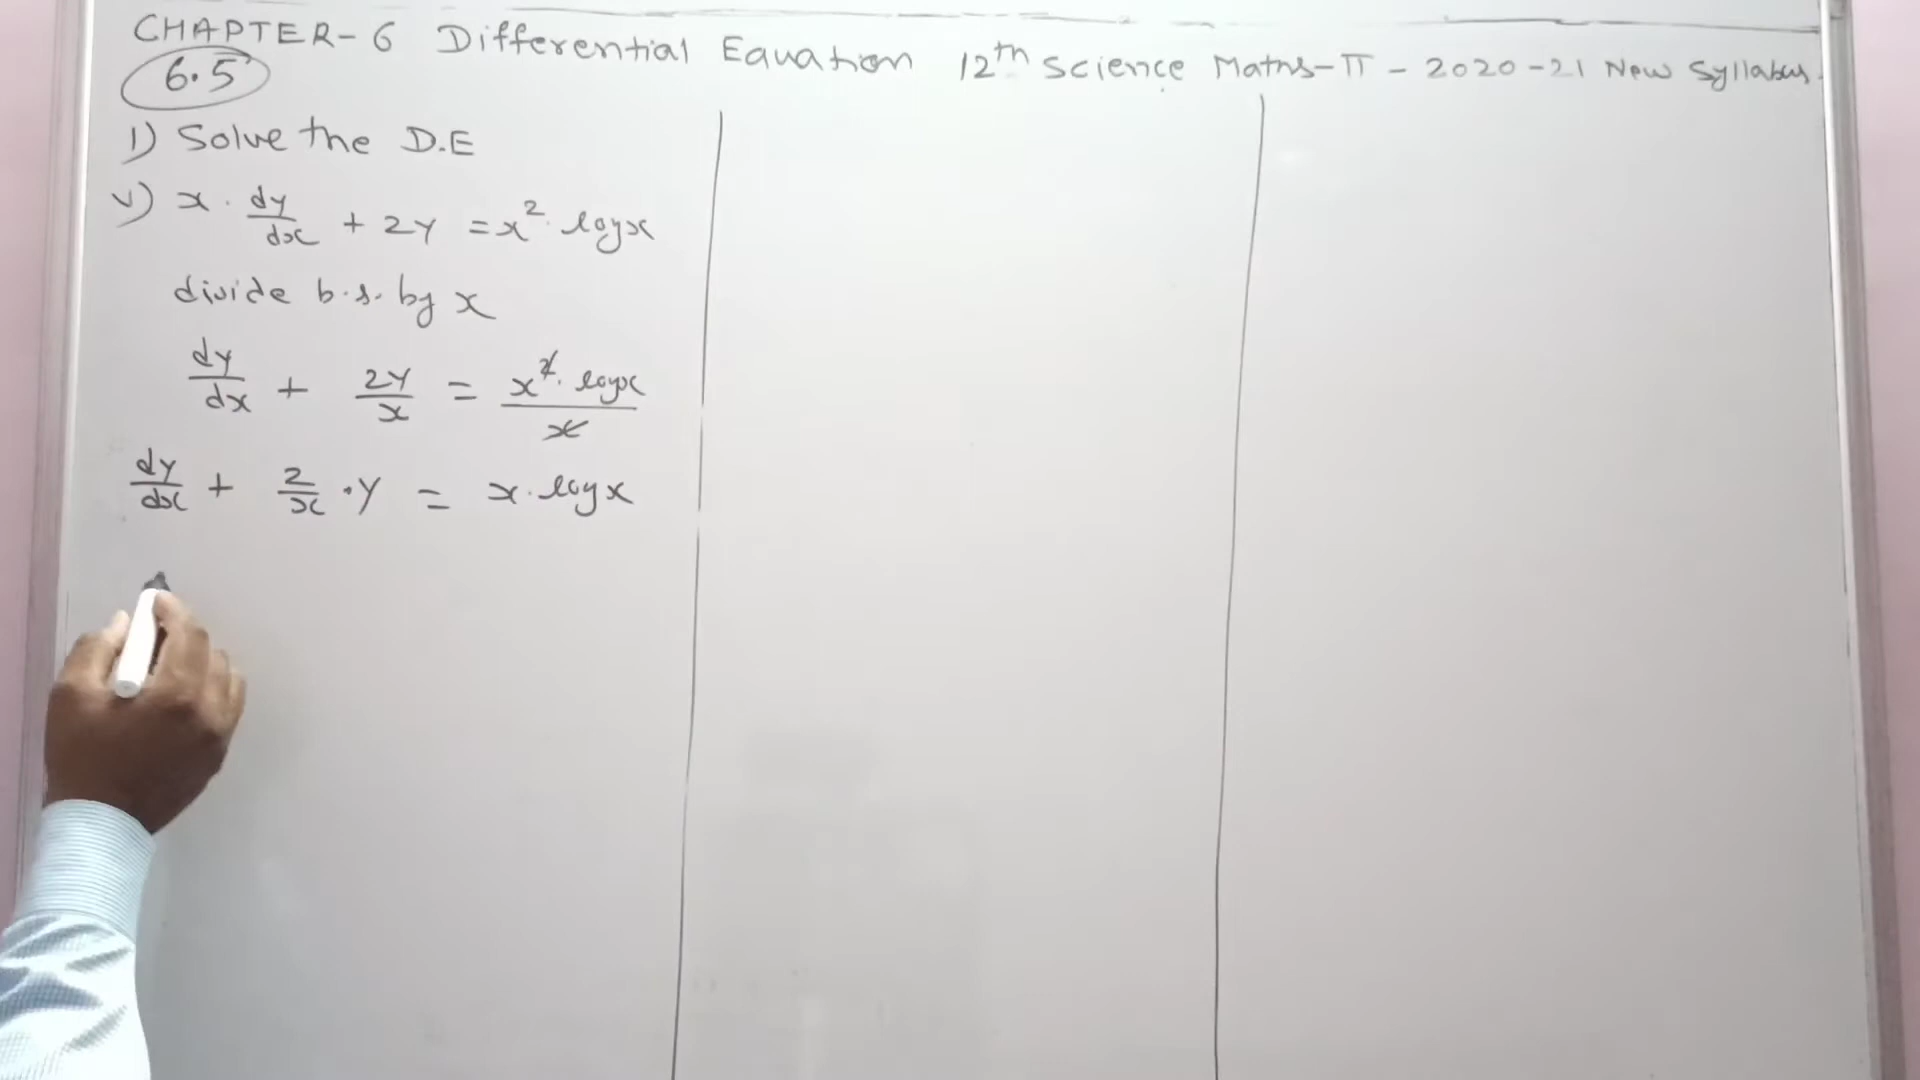 CHAPTER-6 Differential Equation 12th Science Maths-II - 2020-21 New Syllabus.
6.5
1) Solve the D.E
v) x · dy/dx + 2y = x² · logx
divide b.s. by x
dy/dx + 2y/x = x² · logx / x
dy/dx + 2/x · y = x · logx